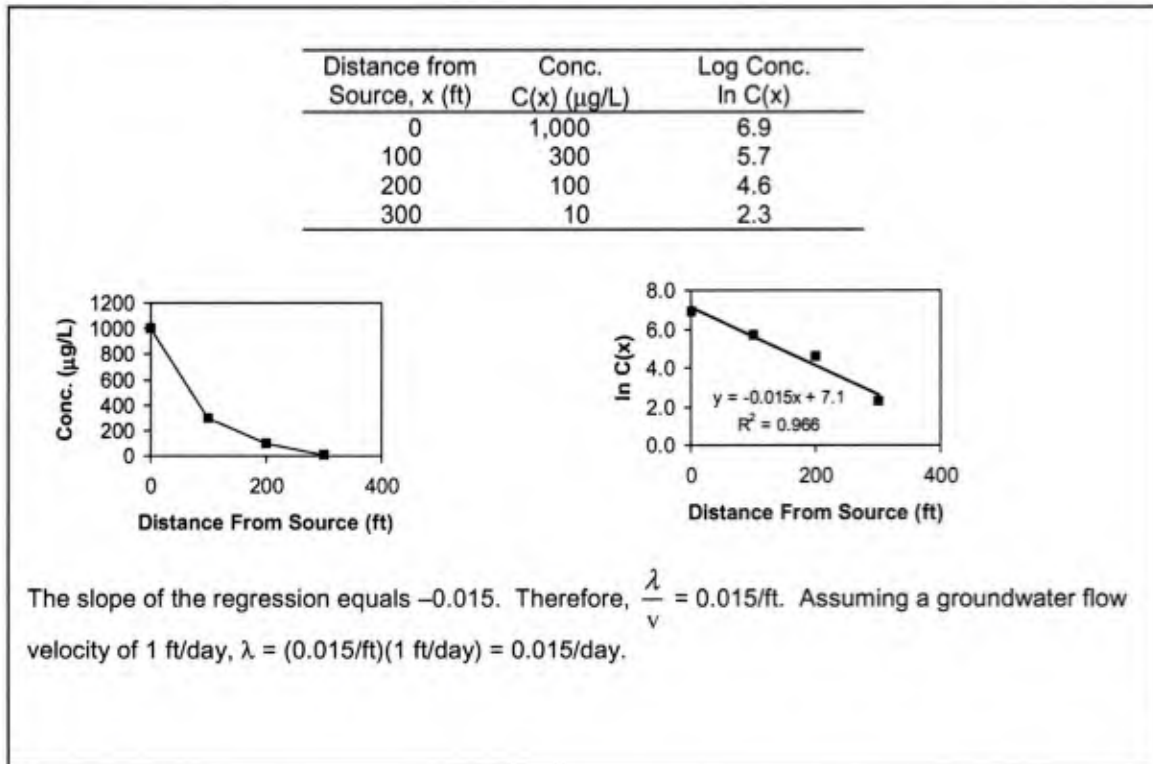 Distance from Source, x (ft) Conc. C(x) (μg/L) Log Conc. ln C(x)
0 1,000 6.9
100 300 5.7
200 100 4.6
300 10 2.3
Conc. (μg/L)
1200
1000
800
600
400
200
0
0 200 400
Distance From Source (ft)
ln C(x)
8.0
6.0
4.0
2.0
0.0
y = -0.015x + 7.1
R² = 0.966
0 200 400
Distance From Source (ft)
The slope of the regression equals –0.015. Therefore, λ/v = 0.015/ft. Assuming a groundwater flow
velocity of 1 ft/day, λ = (0.015/ft)(1 ft/day) = 0.015/day.